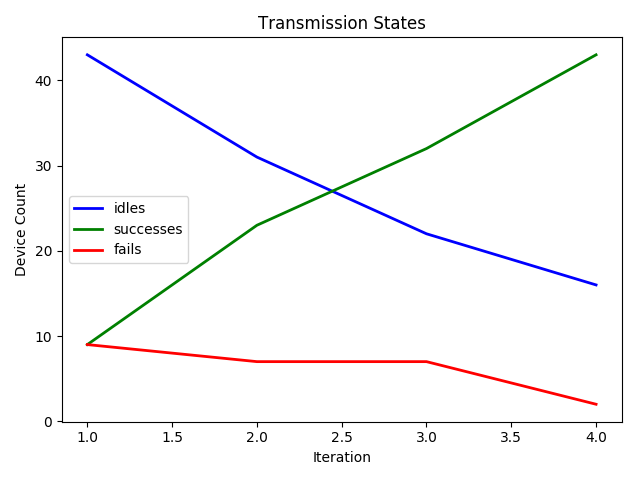 Transmission States
Device Count
40
30
20
10
0
idles
successes
fails
1.0 1.5 2.0 2.5 3.0 3.5 4.0
Iteration